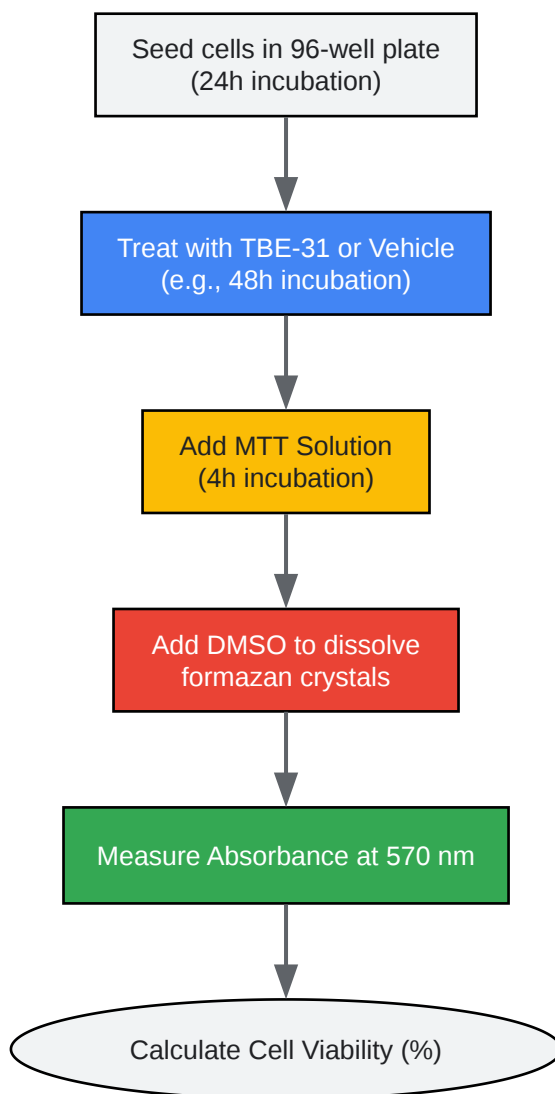 Seed cells in 96-well plate
(24h incubation)
Treat with TBE-31 or Vehicle
(e.g., 48h incubation)
Add MTT Solution
(4h incubation)
Add DMSO to dissolve
formazan crystals
Measure Absorbance at 570 nm
Calculate Cell Viability (%)